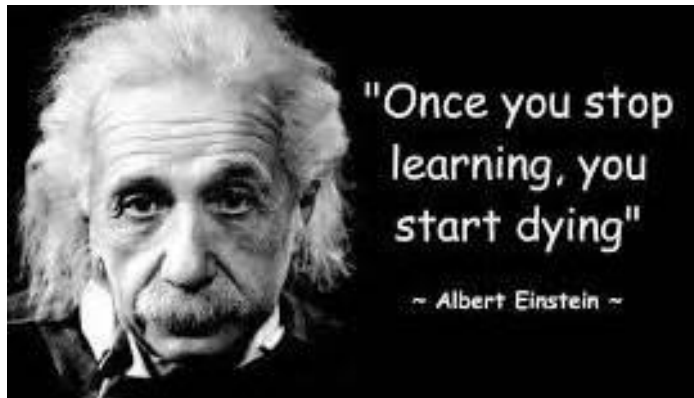 "Once you stop
learning, you
start dying"
~ Albert Einstein ~